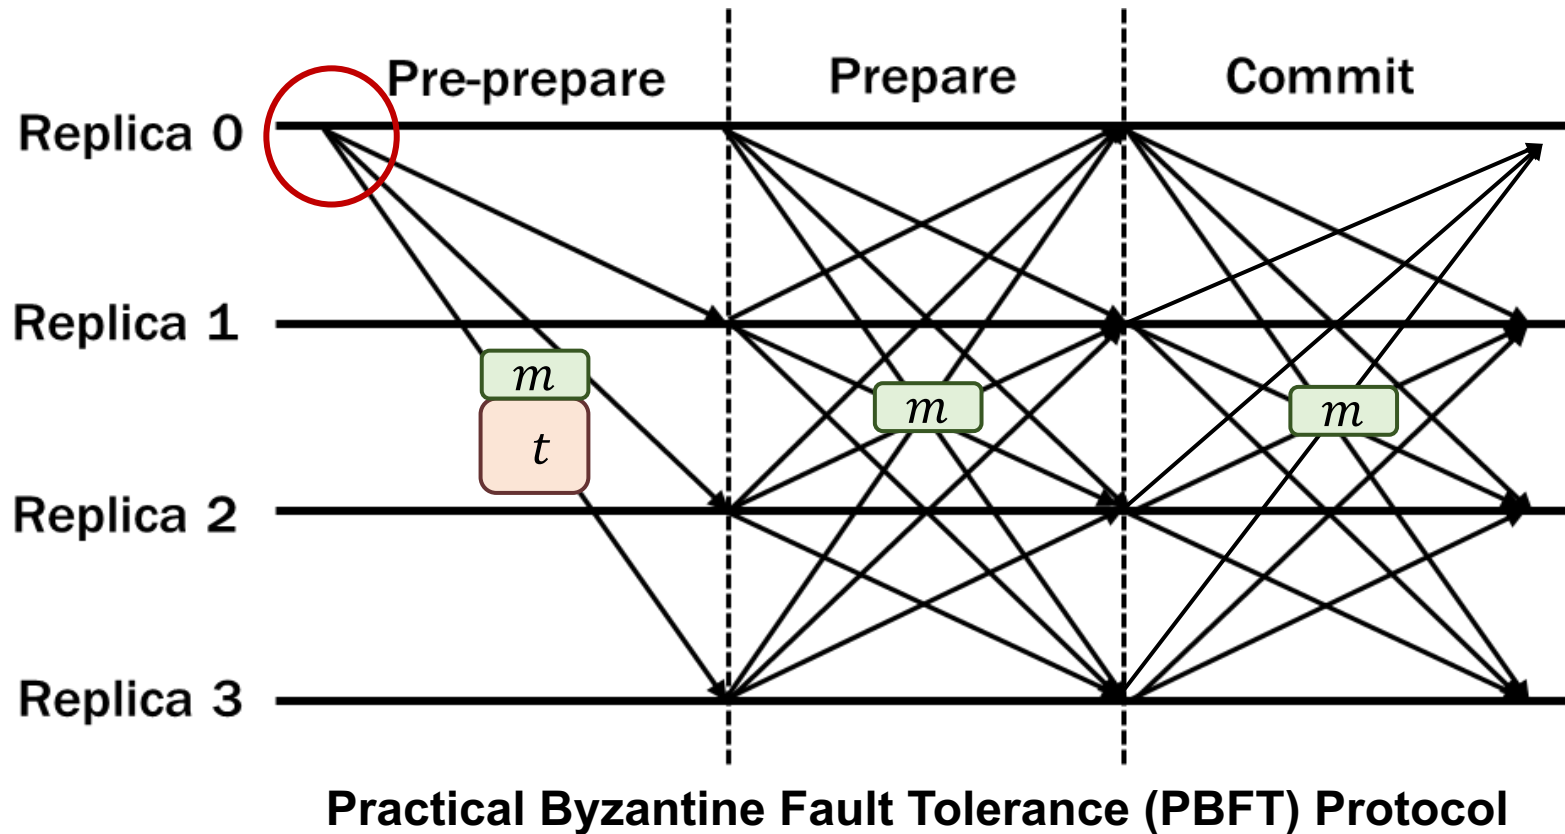 Pre-prepare
Prepare
Commit
Replica 0
Replica 1
m
m
m
t
Replica 2
Replica 3
Practical Byzantine Fault Tolerance (PBFT) Protocol